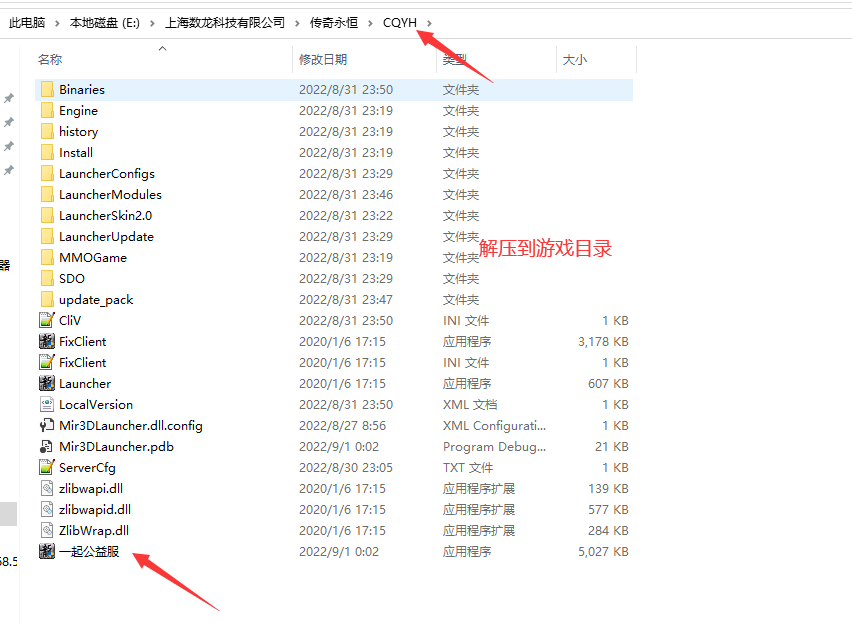 此电脑 > 本地磁盘 (E:) > 上海数龙科技有限公司 > 传奇永恒 > CQYH >
名称 修改日期 类型 大小
Binaries 2022/8/31 23:50 文件夹
Engine 2022/8/31 23:19 文件夹
history 2022/8/31 23:19 文件夹
Install 2022/8/31 23:19 文件夹
LauncherConfigs 2022/8/31 23:29 文件夹
LauncherModules 2022/8/31 23:46 文件夹
LauncherSkin2.0 2022/8/31 23:22 文件夹
LauncherUpdate 2022/8/31 23:29 文件夹
解压到游戏目录
MMOGame 2022/8/31 23:19 文件夹
器
SDO 2022/8/31 23:29 文件夹
update_pack 2022/8/31 23:47 文件夹
CliV 2022/8/31 23:50 INI 文件 1 KB
FixClient 2020/1/6 17:15 应用程序 3,178 KB
FixClient 2020/1/6 17:15 INI 文件 1 KB
Launcher 2020/1/6 17:15 应用程序 607 KB
LocalVersion 2022/8/31 23:50 XML 文档 1 KB
Mir3DLauncher.dll.config 2022/8/27 8:56 XML Configurati... 1 KB
Mir3DLauncher.pdb 2022/9/1 0:02 Program Debug... 21 KB
ServerCfg 2022/8/30 23:05 TXT 文件 1 KB
zlibwapi.dll 2020/1/6 17:15 应用程序扩展 139 KB
zlibwapid.dll 2020/1/6 17:15 应用程序扩展 577 KB
ZlibWrap.dll 2020/1/6 17:15 应用程序扩展 284 KB
一起公益服 2022/9/1 0:02 应用程序 5,027 KB
58.5